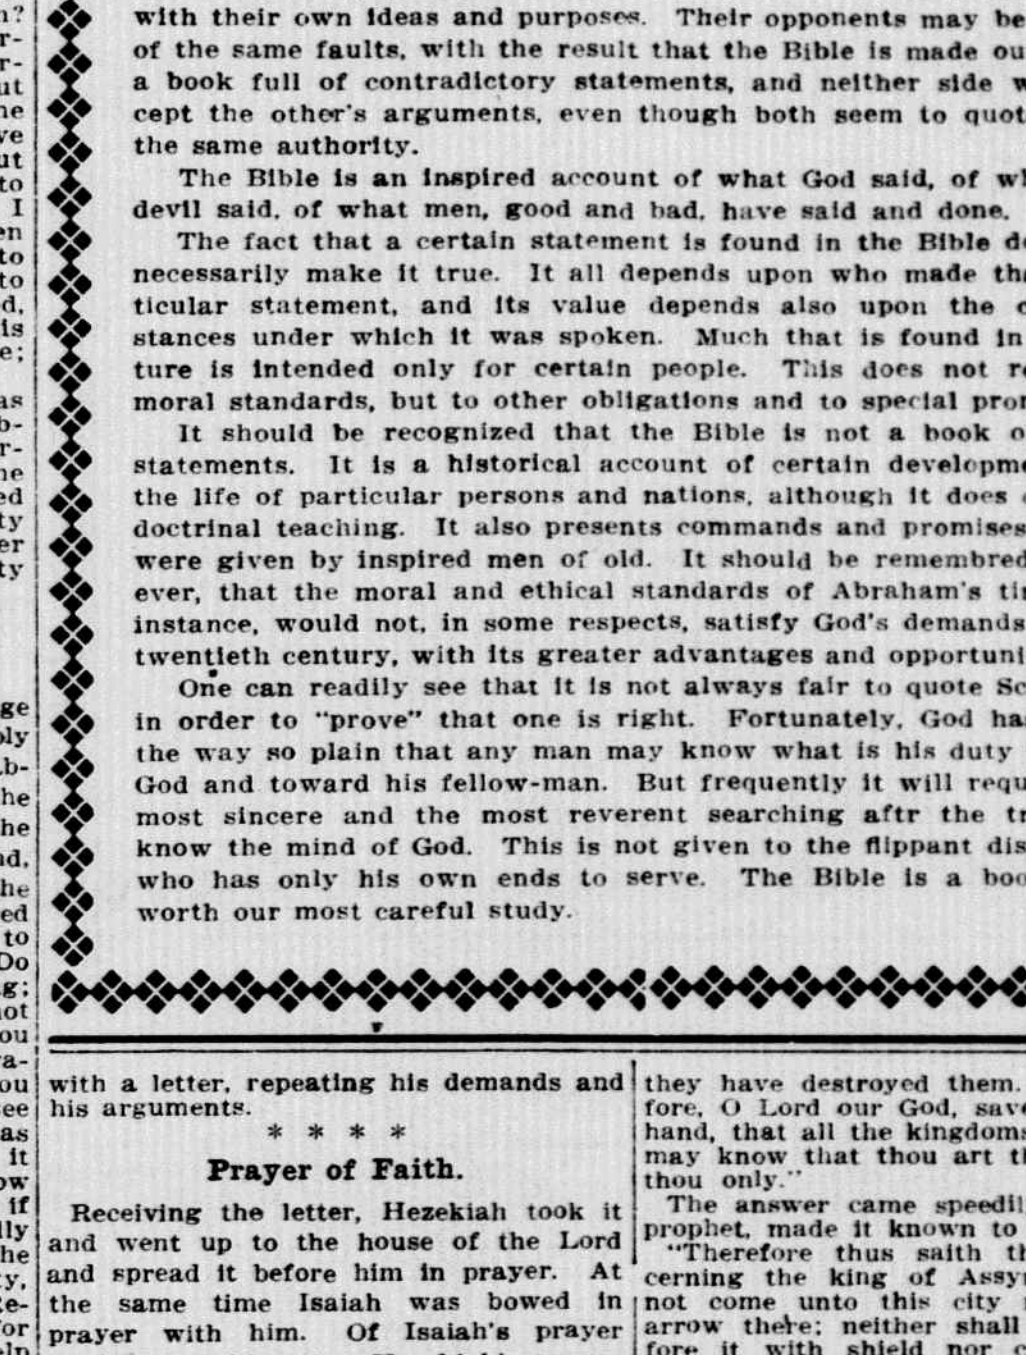 with their own ideas and purposes. Their opponents may be
of the same faults, with the result that the Bible is made ou
a book full of contradictory statements, and neither side w
cept the other's arguments, even though both seem to quot
the same authority.
The Bible is an inspired account of what God said, of wh
devil said, of what men, good and bad, have said and done.
The fact that a certain statement is found in the Bible do
necessarily make it true. It all depends upon who made tha
ticular statement, and its value depends also upon the c
stances under which it was spoken. Much that is found in
ture is intended only for certain people. This does not re
moral standards, but to other obligations and to special pro
It should be recognized that the Bible is not a book o
statements. It is a historical account of certain developme
the life of particular persons and nations, although it does
doctrinal teaching. It also presents commands and promises
were given by inspired men of old. It should be remembred
ever, that the moral and ethical standards of Abraham's ti
instance, would not, in some respects, satisfy God's demands
twentieth century, with its greater advantages and opportuni
One can readily see that it is not always fair to quote Sc
in order to "prove" that one is right. Fortunately, God ha
the way so plain that any man may know what is his duty
God and toward his fellow-man. But frequently it will requ
most sincere and the most reverent searching aftr the tr
know the mind of God. This is not given to the flippant dis
who has only his own ends to serve. The Bible is a boo
worth our most careful study.
with a letter, repeating his demands and
his arguments.
* * * *
Prayer of Faith.
Receiving the letter, Hezekiah took it
and went up to the house of the Lord
and spread it before him in prayer. At
the same time Isaiah was bowed in
prayer with him. Of Isaiah's prayer
they have destroyed them.
fore, O Lord our God, save
hand, that all the kingdoms
may know that thou art th
thou only."
The answer came speedil
prophet, made it known to
"Therefore thus saith th
cerning the king of Assyr
not come unto this city
arrow there; neither shall
fore it with shield nor c